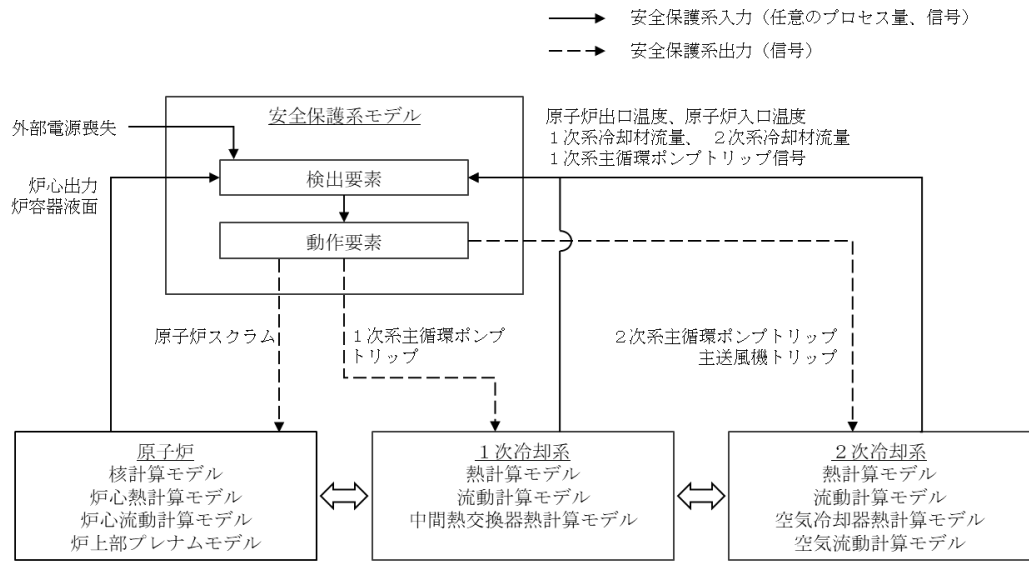 安全保護系入力（任意のプロセス量、信号）
安全保護系出力（信号）
安全保護系モデル
外部電源喪失
検出要素
動作要素
炉心出力
炉容器液面
原子炉出口温度、原子炉入口温度
１次系冷却材流量、２次系冷却材流量
１次系主循環ポンプトリップ信号
原子炉スクラム
１次系主循環ポンプ
トリップ
２次系主循環ポンプトリップ
主送風機トリップ
原子炉
核計算モデル
炉心熱計算モデル
炉心流動計算モデル
炉上部プレナムモデル
１次冷却系
熱計算モデル
流動計算モデル
中間熱交換器熱計算モデル
２次冷却系
熱計算モデル
流動計算モデル
空気冷却器熱計算モデル
空気流動計算モデル